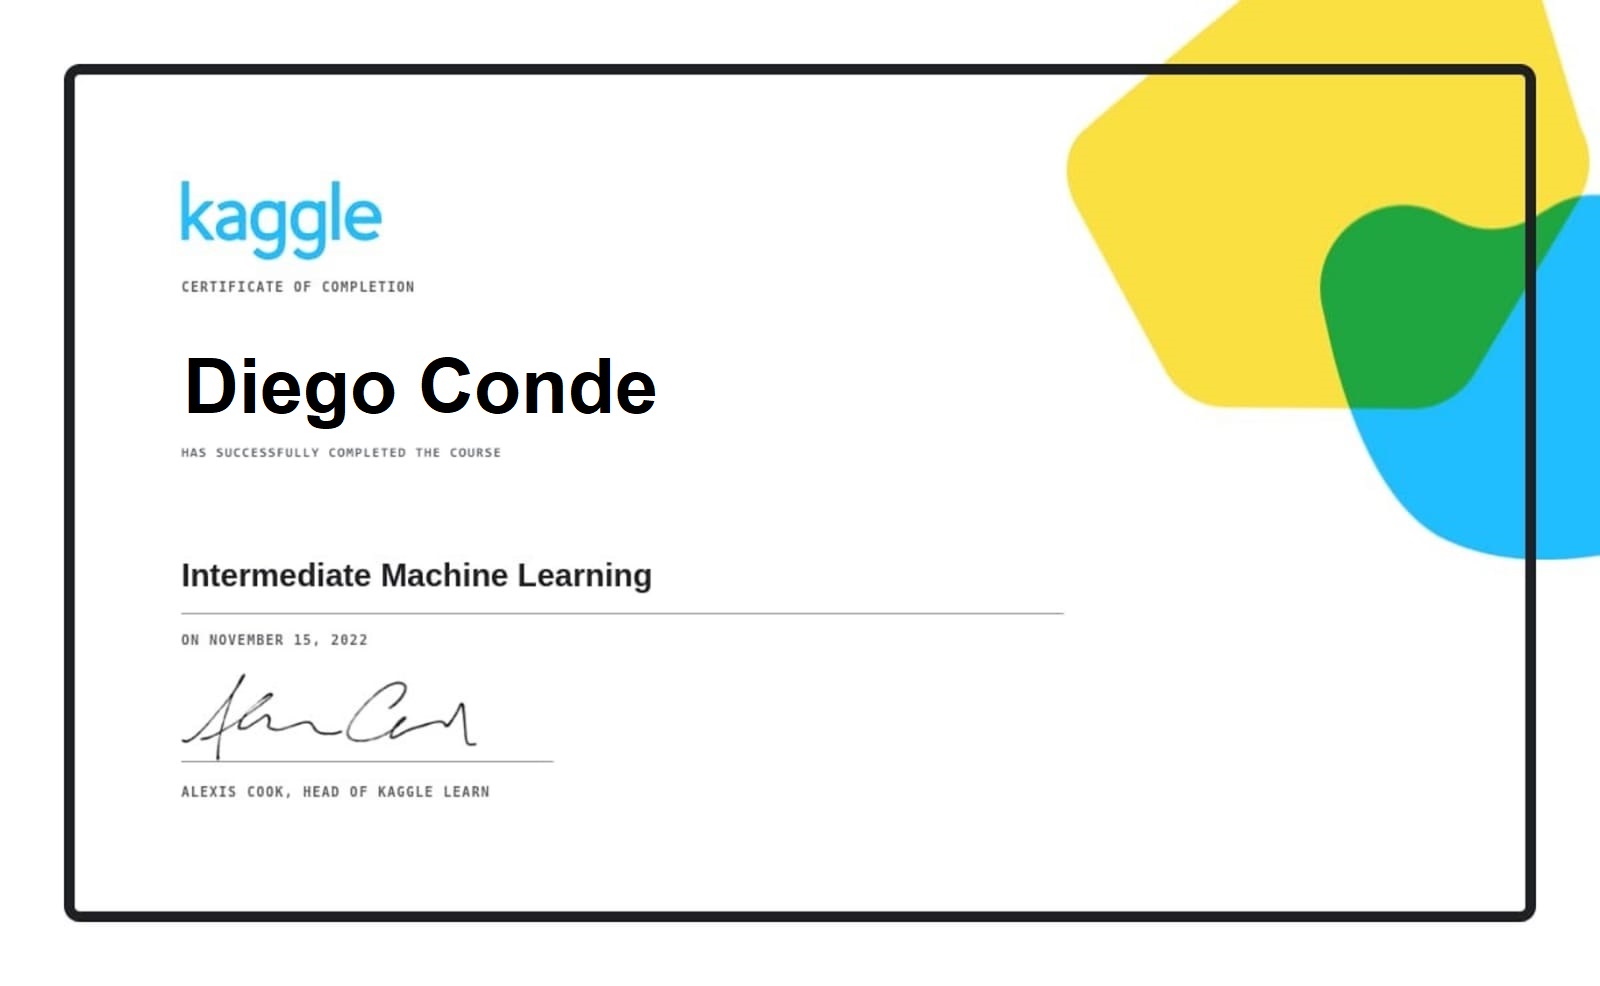 kaggle
CERTIFICATE OF COMPLETION
Diego Conde
HAS SUCCESSFULLY COMPLETED THE COURSE
Intermediate Machine Learning
ON NOVEMBER 15, 2022
ALEXIS COOK, HEAD OF KAGGLE LEARN